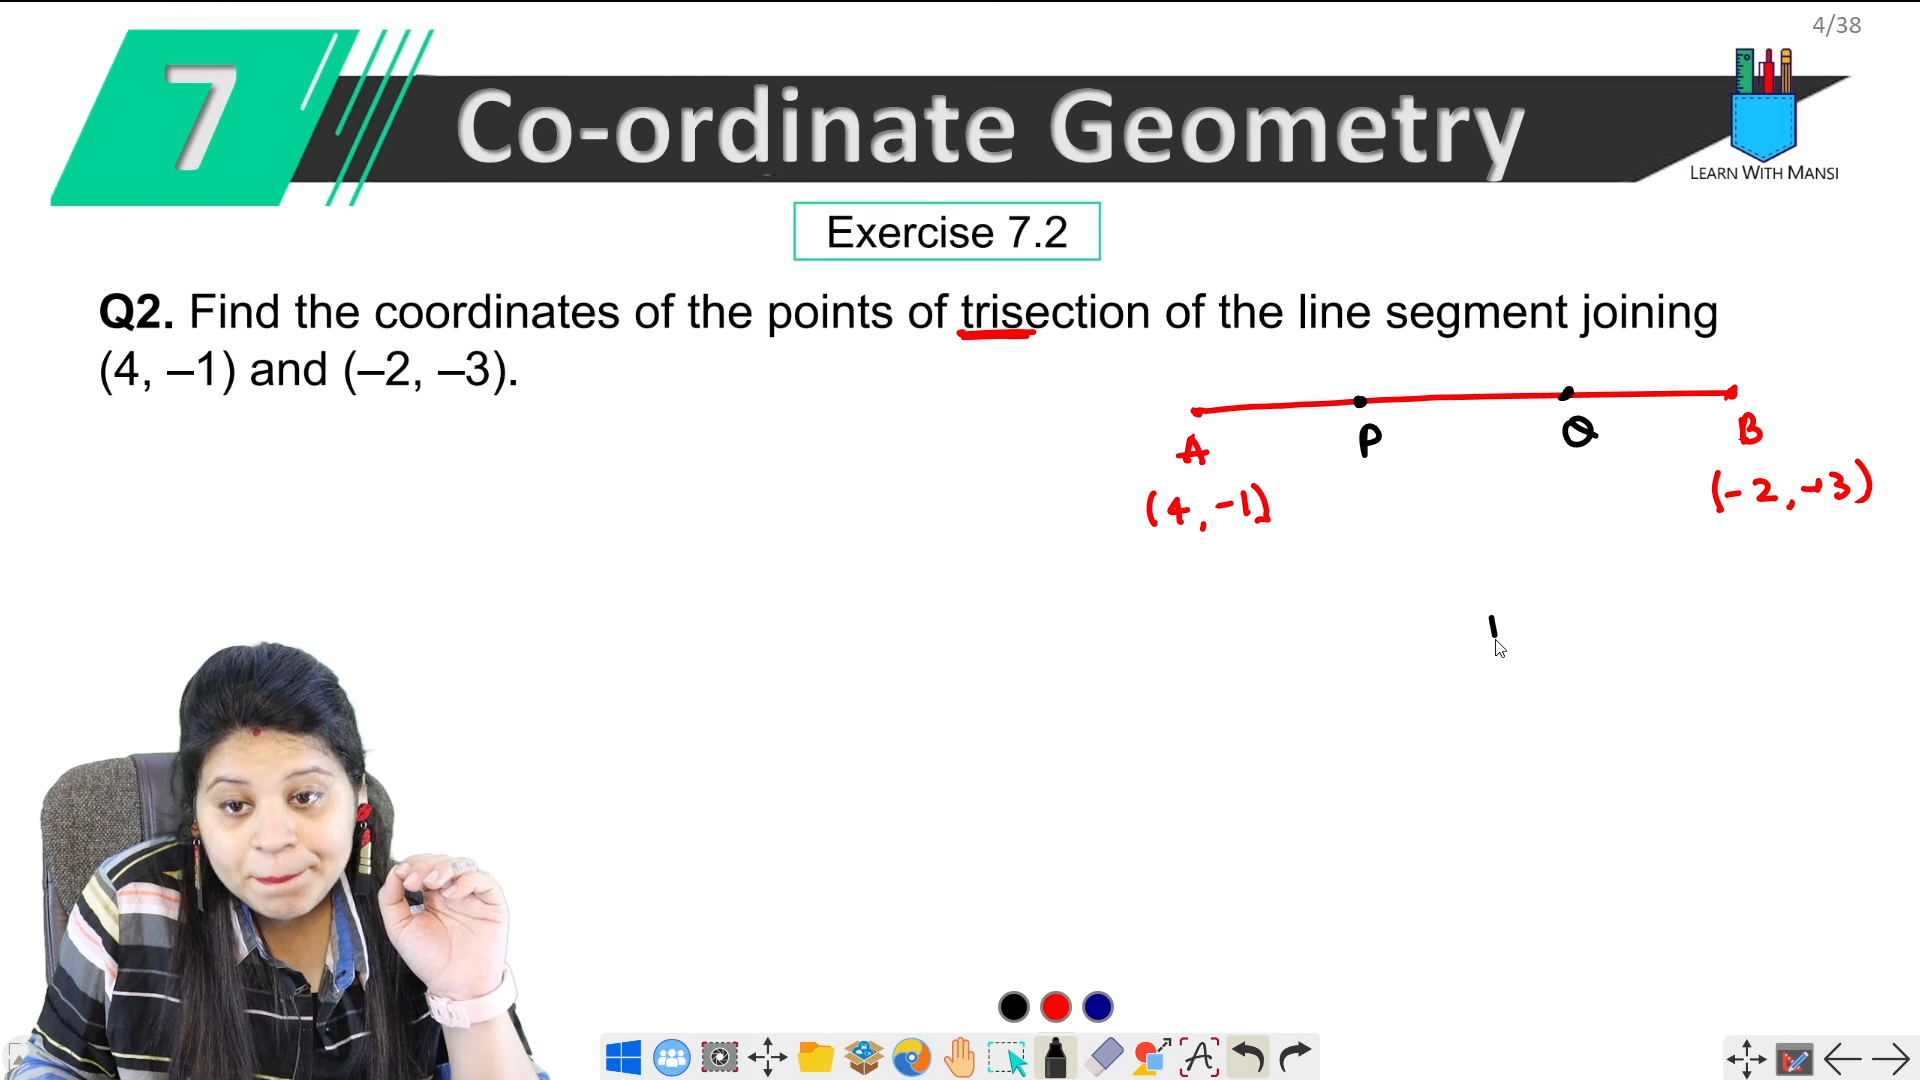 4/38
7
Co-ordinate Geometry
LEARN WITH MANSI
Exercise 7.2
Q2. Find the coordinates of the points of trisection of the line segment joining
(4, –1) and (–2, –3).
A P Q B
(4, -1) (-2, -3)